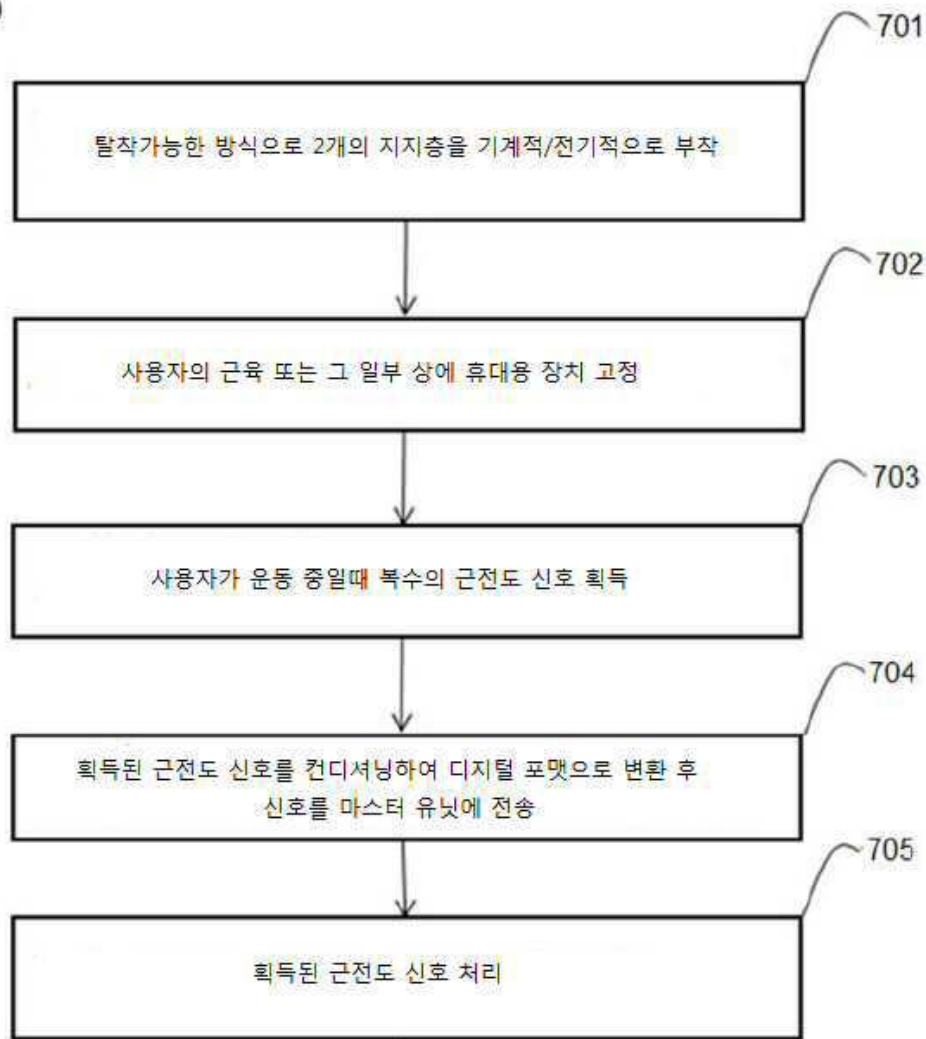 701
탈착가능한 방식으로 2개의 지지층을 기계적/전기적으로 부착
702
사용자의 근육 또는 그 일부 상에 휴대용 장치 고정
703
사용자가 운동 중일때 복수의 근전도 신호 획득
704
획득된 근전도 신호를 컨디셔닝하여 디지털 포맷으로 변환 후
신호를 마스터 유닛에 전송
705
획득된 근전도 신호 처리